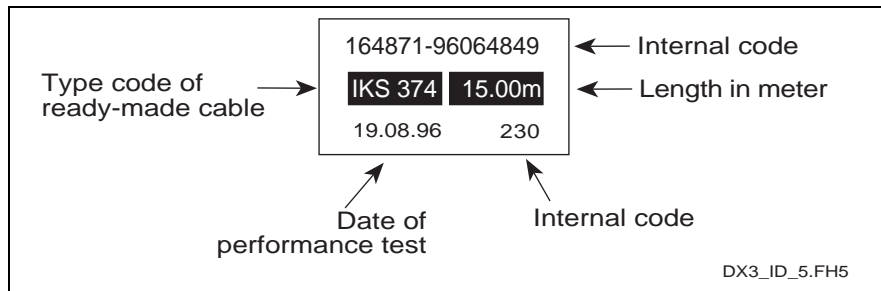 164871-96064849
Internal code
Type code of
ready-made cable
IKS 374 15.00m
Length in meter
19.08.96 230
Date of
performance test
Internal code
DX3_ID_5.FH5